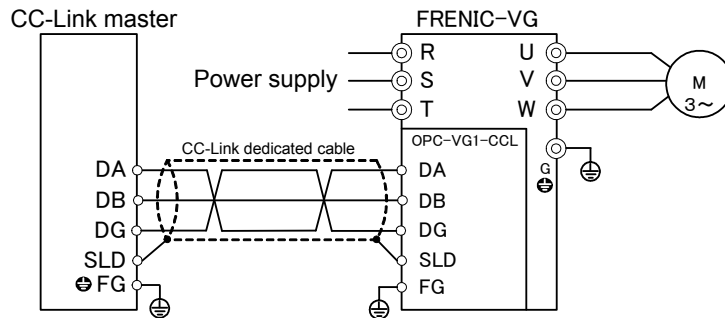 CC-Link master
FRENIC-VG
R
U
Power supply
S
V
T
W
M
3～
CC-Link dedicated cable
OPC-VG1-CCL
G
DA
DA
DB
DB
DG
DG
SLD
SLD
FG
FG